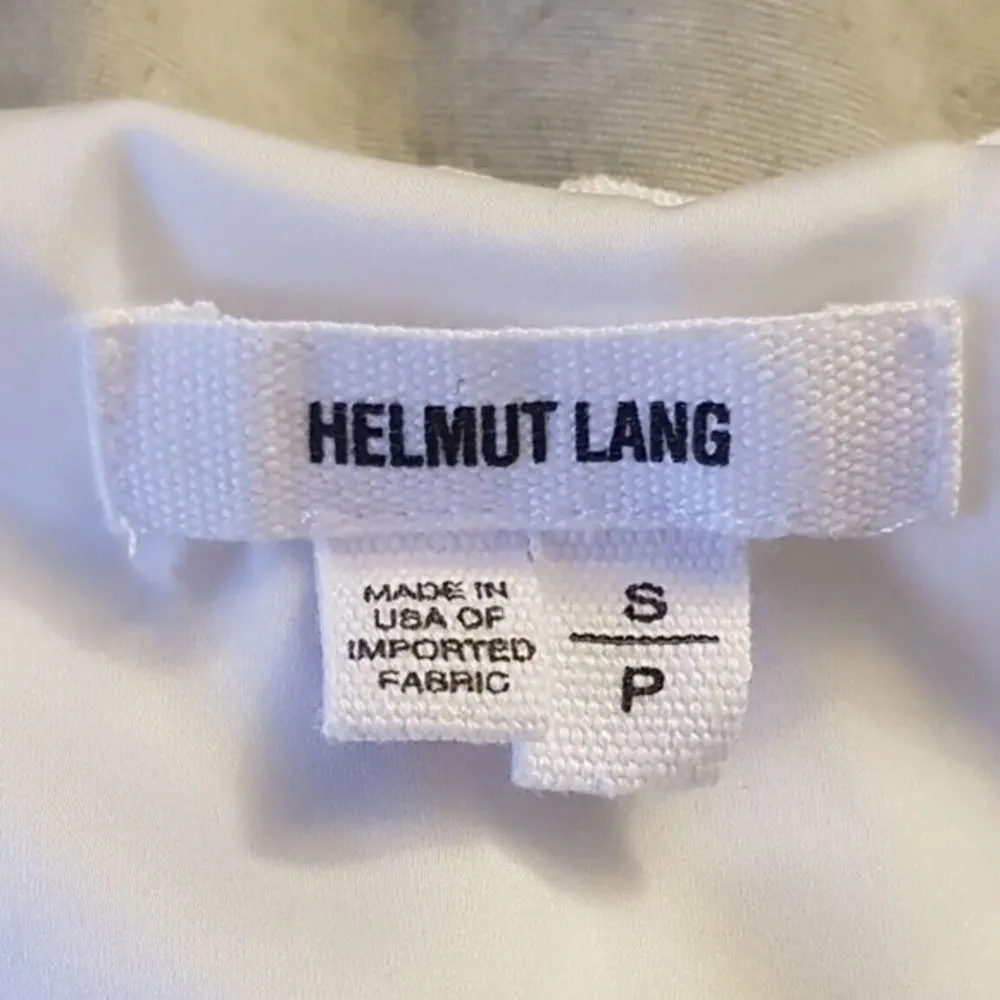 HELMUT LANG
MADE IN
USA OF
IMPORTED
FABRIC
S
P